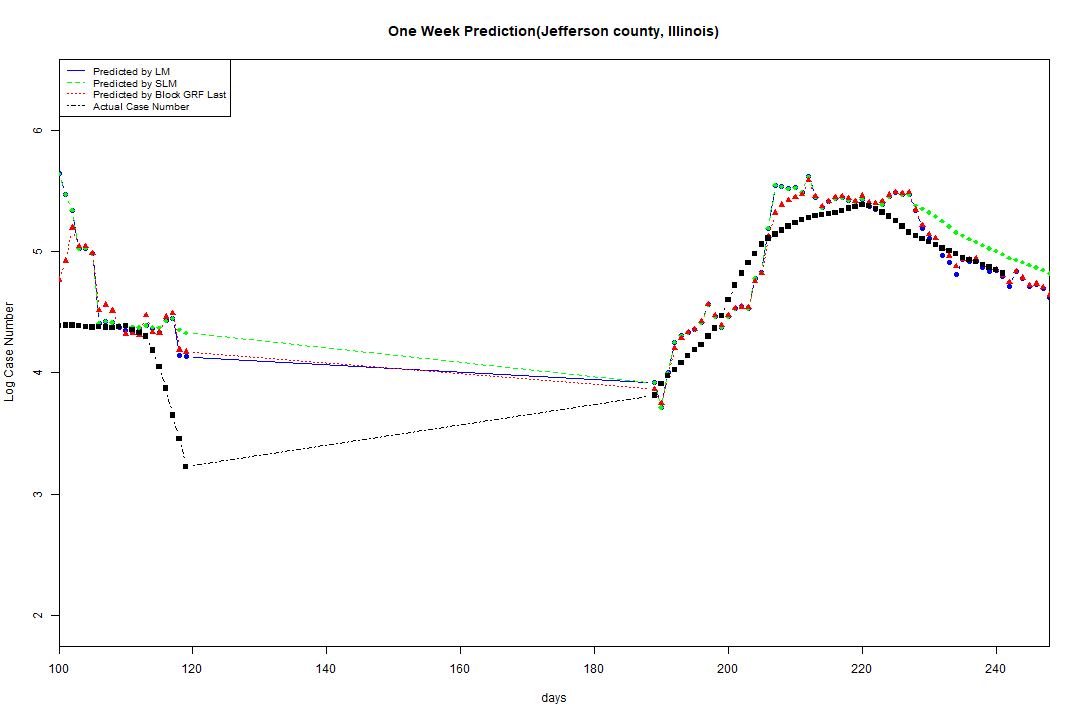 One Week Prediction(Jefferson county, Illinois)
Predicted by LM
Predicted by SLM
Predicted by Block GRF Last
Actual Case Number
6
5
4
3
2
Log Case Number
100 120 140 160 180 200 220 240
days